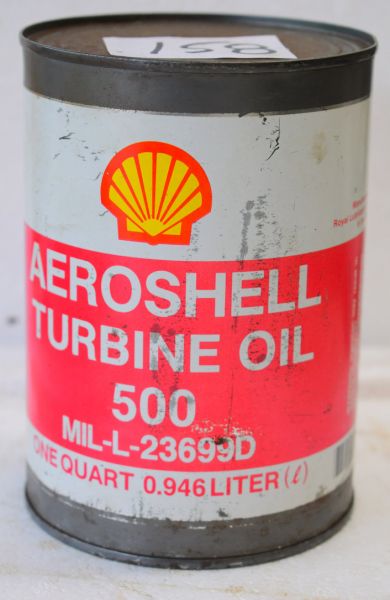 158
AEROSHELL
TURBINE OIL
500
MIL-L-23699D
ONE QUART 0.946 LITER (ℓ)